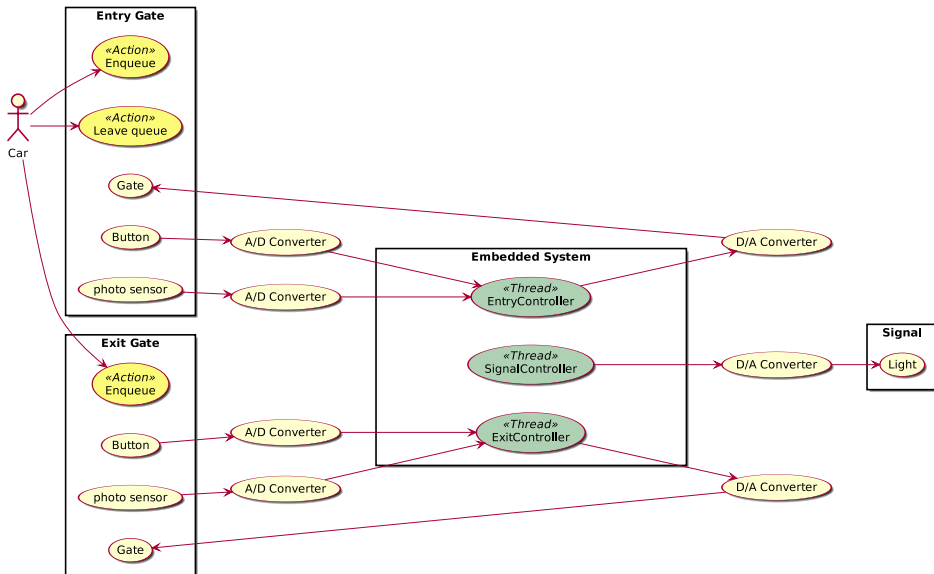 Entry Gate
«Action»
Enqueue
«Action»
Leave queue
Car
Gate
Button
photo sensor
A/D Converter
A/D Converter
Embedded System
«Thread»
EntryController
«Thread»
SignalController
«Thread»
ExitController
D/A Converter
D/A Converter
D/A Converter
Signal
Light
Exit Gate
«Action»
Enqueue
Button
photo sensor
Gate
A/D Converter
A/D Converter